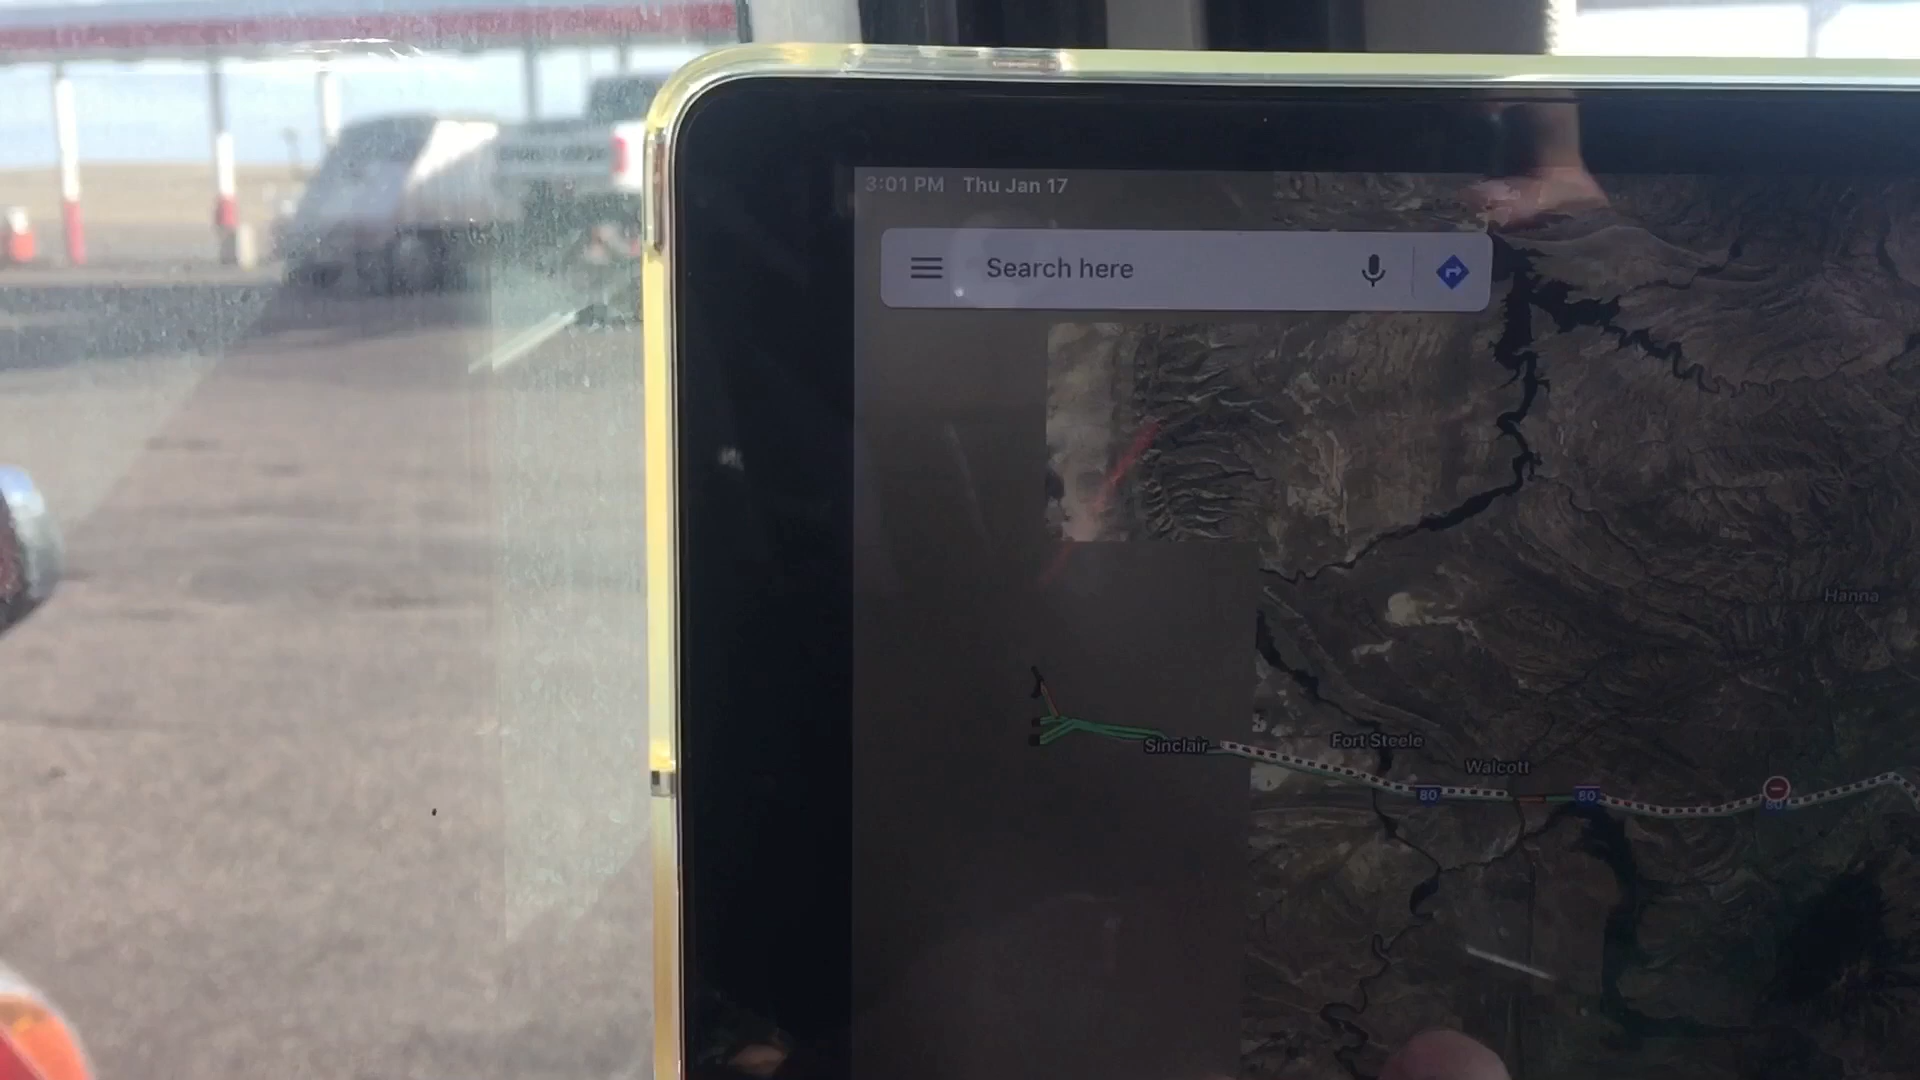 3:01 PM Thu Jan 17
Search here
Hanna
Sinclair
Fort Steele
Walcott
80
80
80